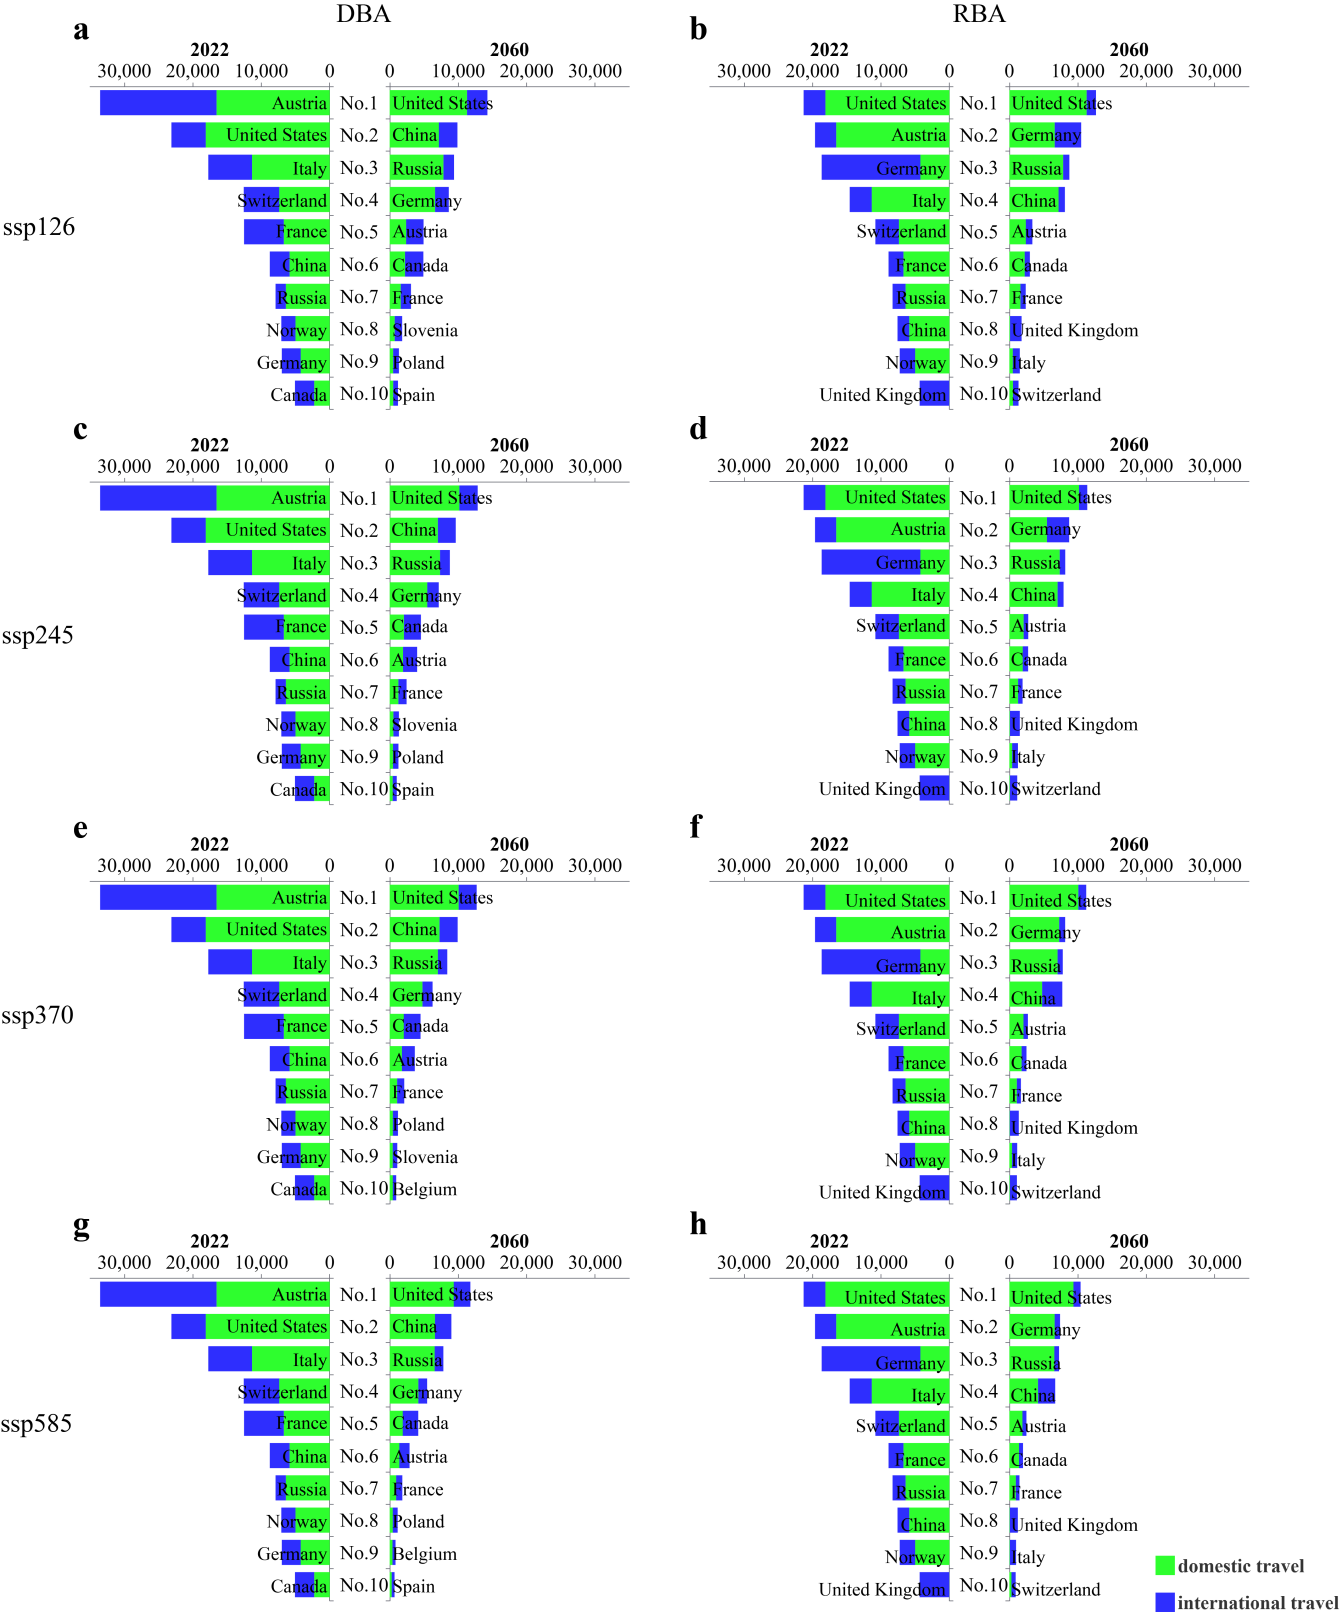 DBA RBA
a b
2022 2060 2022 2060
30,000 20,000 10,000 0 0 10,000 20,000 30,000 30,000 20,000 10,000 0 0 10,000 20,000 30,000
Austria No.1 United States United States No.1 United States
United States No.2 China Austria No.2 Germany
Italy No.3 Russia Germany No.3 Russia
Switzerland No.4 Germany Italy No.4 China
ssp126
France No.5 Austria Switzerland No.5 Austria
China No.6 Canada France No.6 Canada
Russia No.7 France Russia No.7 France
Norway No.8 Slovenia China No.8 United Kingdom
Germany No.9 Poland Norway No.9 Italy
Canada No.10 Spain United Kingdom No.10 Switzerland
c d
2022 2060 2022 2060
30,000 20,000 10,000 0 0 10,000 20,000 30,000 30,000 20,000 10,000 0 0 10,000 20,000 30,000
Austria No.1 United States United States No.1 United States
United States No.2 China Austria No.2 Germany
Italy No.3 Russia Germany No.3 Russia
Switzerland No.4 Germany Italy No.4 China
France No.5 Canada Switzerland No.5 Austria
ssp245
China No.6 Austria France No.6 Canada
Russia No.7 France Russia No.7 France
Norway No.8 Slovenia China No.8 United Kingdom
Germany No.9 Poland Norway No.9 Italy
Canada No.10 Spain United Kingdom No.10 Switzerland
e f
2022 2060 2022 2060
30,000 20,000 10,000 0 0 10,000 20,000 30,000 30,000 20,000 10,000 0 0 10,000 20,000 30,000
Austria No.1 United States United States No.1 United States
United States No.2 China Austria No.2 Germany
Italy No.3 Russia Germany No.3 Russia
Switzerland No.4 Germany Italy No.4 China
ssp370
France No.5 Canada Switzerland No.5 Austria
China No.6 Austria France No.6 Canada
Russia No.7 France Russia No.7 France
Norway No.8 Poland China No.8 United Kingdom
Germany No.9 Slovenia Norway No.9 Italy
Canada No.10 Belgium United Kingdom No.10 Switzerland
g h
2022 2060 2022 2060
30,000 20,000 10,000 0 0 10,000 20,000 30,000 30,000 20,000 10,000 0 0 10,000 20,000 30,000
Austria No.1 United States United States No.1 United States
United States No.2 China Austria No.2 Germany
Italy No.3 Russia Germany No.3 Russia
Switzerland No.4 Germany Italy No.4 China
ssp585
France No.5 Canada Switzerland No.5 Austria
China No.6 Austria France No.6 Canada
Russia No.7 France Russia No.7 France
Norway No.8 Poland China No.8 United Kingdom
Germany No.9 Belgium Norway No.9 Italy
Canada No.10 Spain United Kingdom No.10 Switzerland
domestic travel
international travel